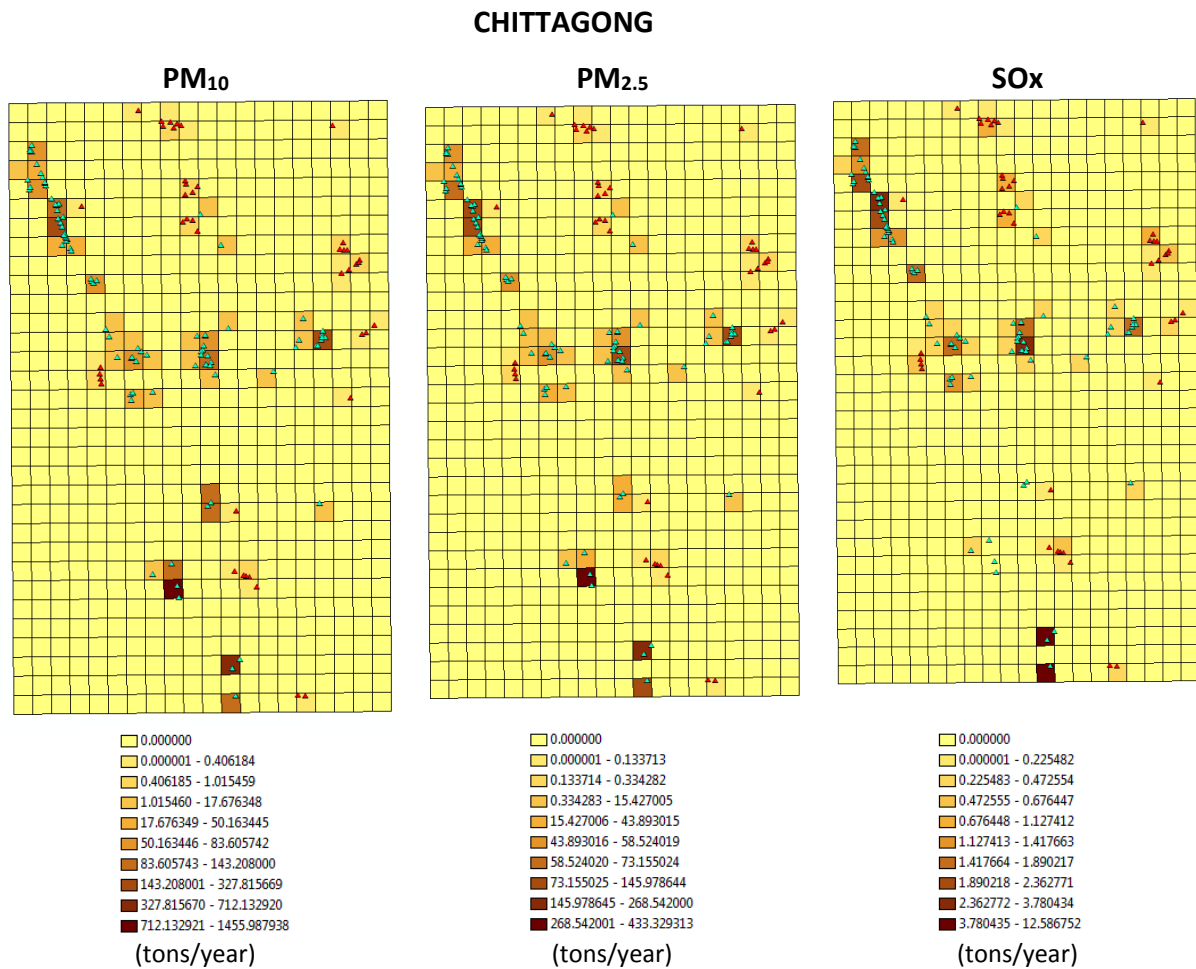 CHITTAGONG
PM₁₀
PM₂.₅
SOx
0.000000
0.000001 - 0.406184
0.406185 - 1.015459
1.015460 - 17.676348
17.676349 - 50.163445
50.163446 - 83.605742
83.605743 - 143.208000
143.208001 - 327.815669
327.815670 - 712.132920
712.132921 - 1455.987938
(tons/year)
0.000000
0.000001 - 0.133713
0.133714 - 0.334282
0.334283 - 15.427005
15.427006 - 43.893015
43.893016 - 58.524019
58.524020 - 73.155024
73.155025 - 145.978644
145.978645 - 268.542000
268.542001 - 433.329313
(tons/year)
0.000000
0.000001 - 0.225482
0.225483 - 0.472554
0.472555 - 0.676447
0.676448 - 1.127412
1.127413 - 1.417663
1.417664 - 1.890217
1.890218 - 2.362771
2.362772 - 3.780434
3.780435 - 12.586752
(tons/year)